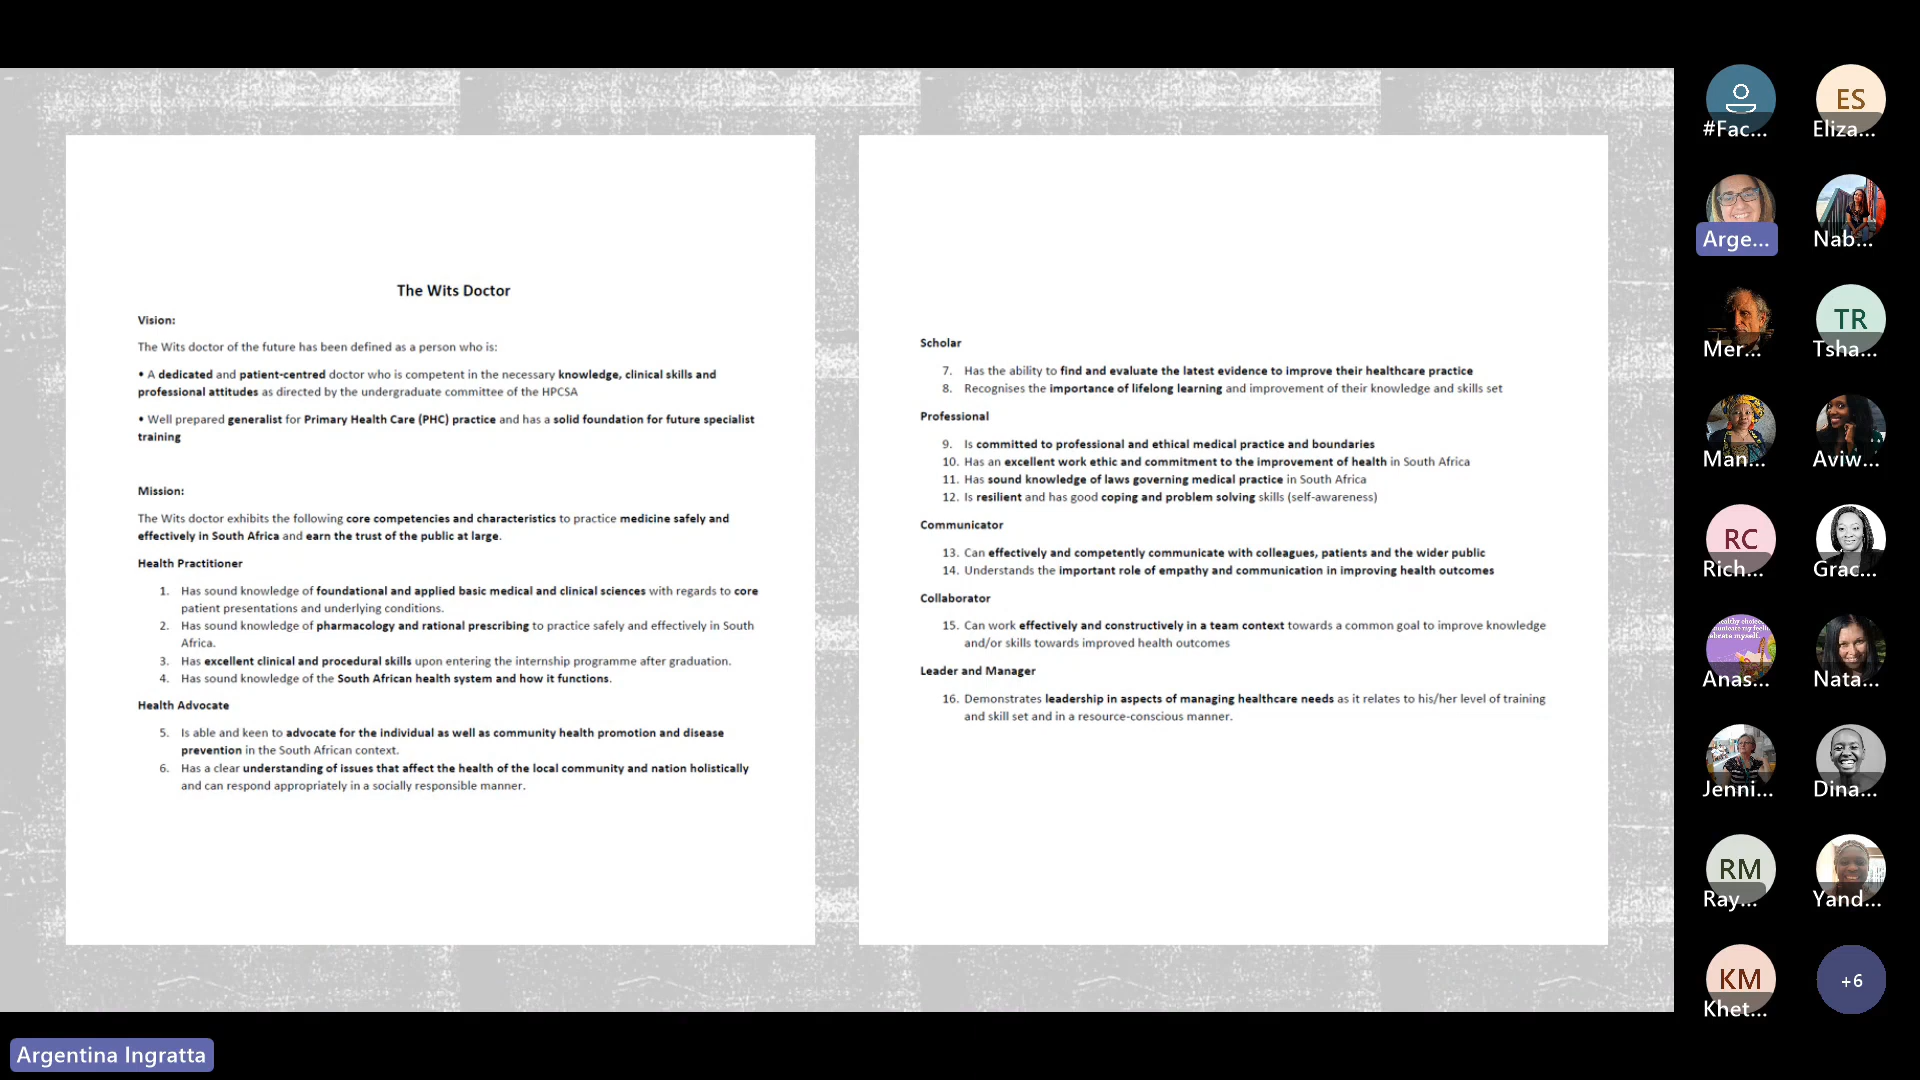 The Wits Doctor
Vision:
The Wits doctor of the future has been defined as a person who is:
• A dedicated and patient-centred doctor who is competent in the necessary knowledge, clinical skills and
professional attitudes as directed by the undergraduate committee of the HPCSA
• Well prepared generalist for Primary Health Care (PHC) practice and has a solid foundation for future specialist
training
Mission:
The Wits doctor exhibits the following core competencies and characteristics to practice medicine safely and
effectively in South Africa and earn the trust of the public at large.
Health Practitioner
1. Has sound knowledge of foundational and applied basic medical and clinical sciences with regards to core
patient presentations and underlying conditions.
2. Has sound knowledge of pharmacology and rational prescribing to practice safely and effectively in South
Africa.
3. Has excellent clinical and procedural skills upon entering the internship programme after graduation.
4. Has sound knowledge of the South African health system and how it functions.
Health Advocate
5. Is able and keen to advocate for the individual as well as community health promotion and disease
prevention in the South African context.
6. Has a clear understanding of issues that affect the health of the local community and nation holistically
and can respond appropriately in a socially responsible manner.
Scholar
7. Has the ability to find and evaluate the latest evidence to improve their healthcare practice
8. Recognises the importance of lifelong learning and improvement of their knowledge and skills set
Professional
9. Is committed to professional and ethical medical practice and boundaries
10. Has an excellent work ethic and commitment to the improvement of health in South Africa
11. Has sound knowledge of laws governing medical practice in South Africa
12. Is resilient and has good coping and problem solving skills (self-awareness)
Communicator
13. Can effectively and competently communicate with colleagues, patients and the wider public
14. Understands the important role of empathy and communication in improving health outcomes
Collaborator
15. Can work effectively and constructively in a team context towards a common goal to improve knowledge
and/or skills towards improved health outcomes
Leader and Manager
16. Demonstrates leadership in aspects of managing healthcare needs as it relates to his/her level of training
and skill set and in a resource-conscious manner.
#Fac...
ES
Eliza...
Arge...
Nab...
Mer...
TR
Tsha...
Man...
Aviw...
RC
Rich...
Grac...
Anas...
Nata...
Jenni...
Dina...
RM
Ray...
Yand...
KM
Khet...
+6
Argentina Ingratta